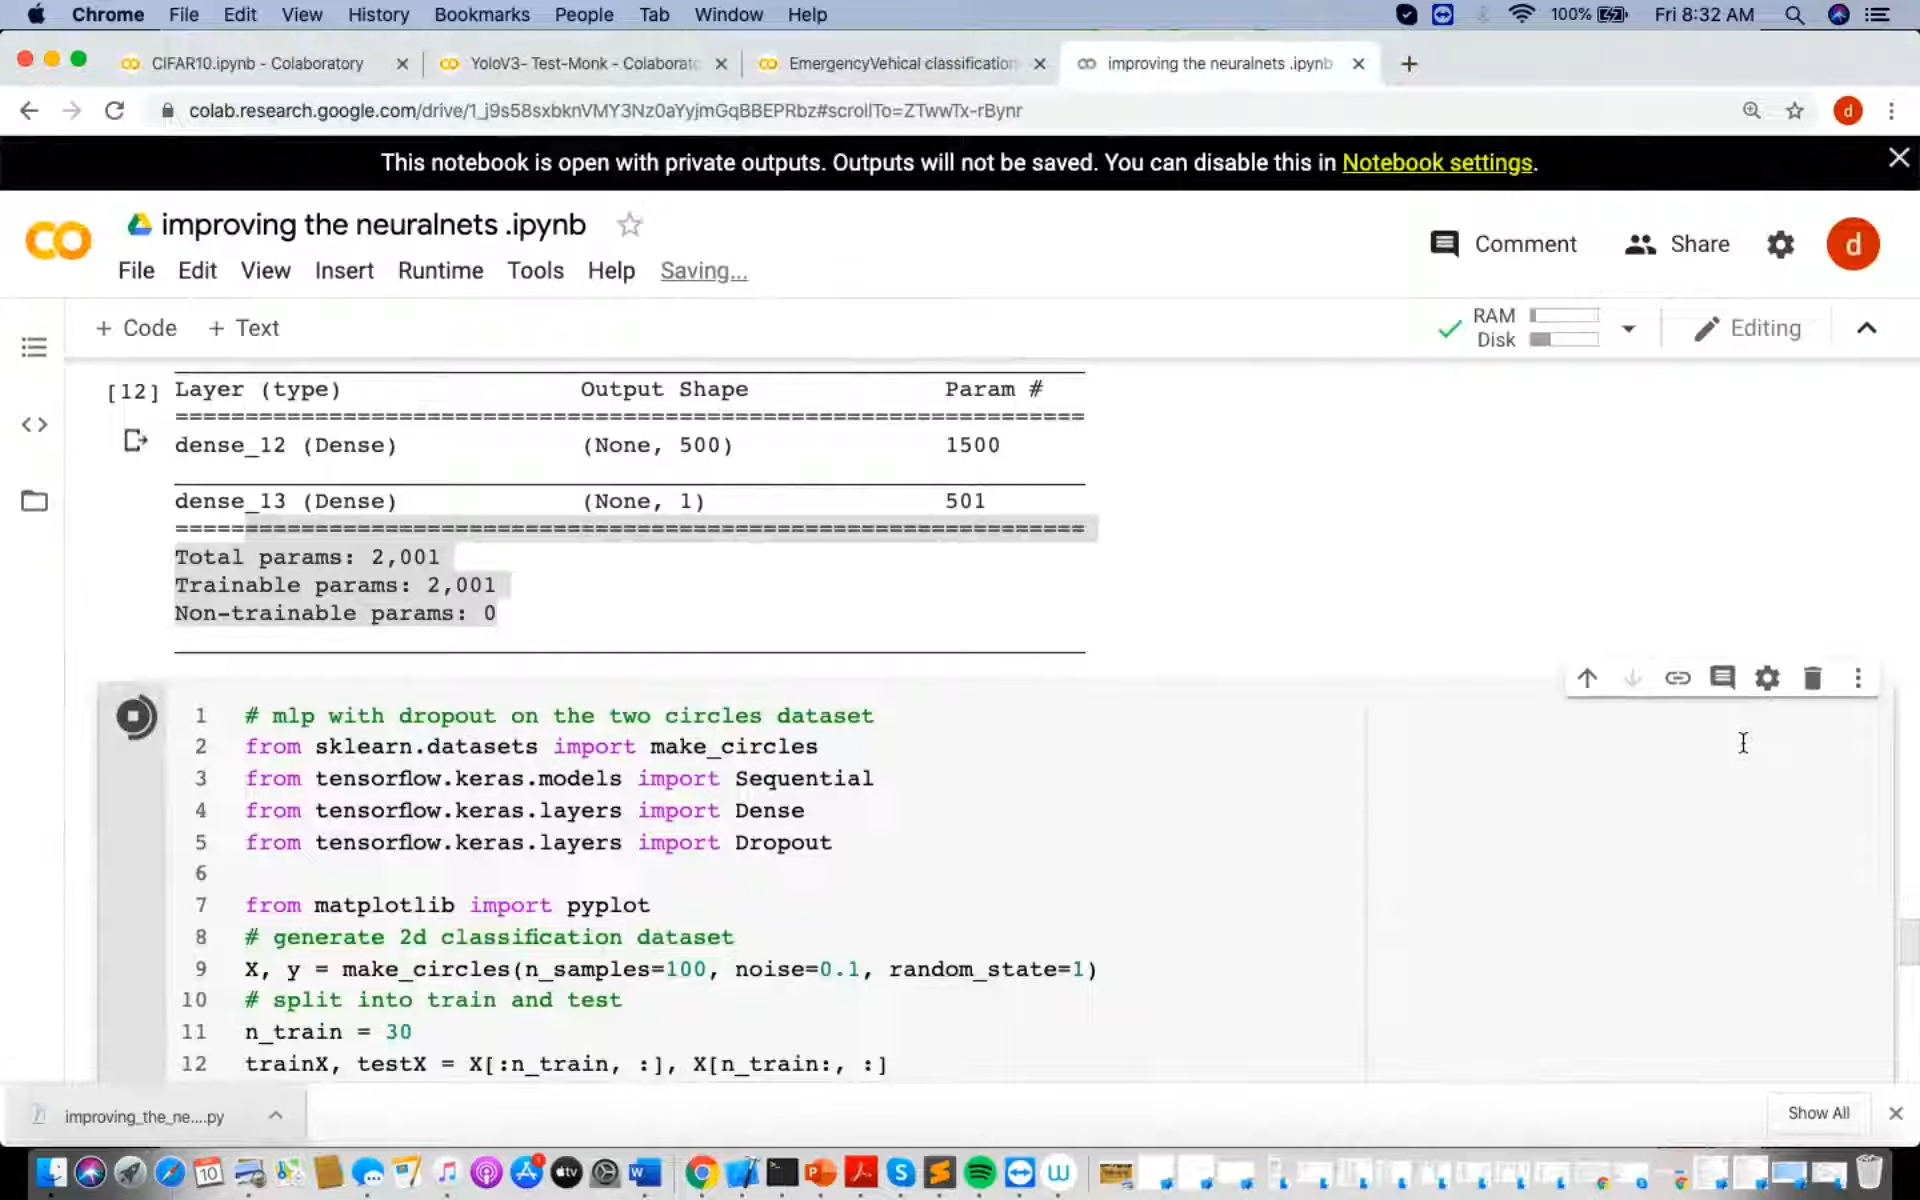 Chrome File Edit View History Bookmarks People Tab Window Help 100% Fri 8:32 AM
CIFAR10.ipynb - Colaboratory YoloV3- Test-Monk - Colaborat EmergencyVehical classification improving the neuralnets .ipynb
colab.research.google.com/drive/1_j9s58sxbknVMY3Nz0aYyjmGqBBEPRbz#scrollTo=ZTwwTx-rBynr d
This notebook is open with private outputs. Outputs will not be saved. You can disable this in Notebook settings.
improving the neuralnets .ipynb
Comment Share d
File Edit View Insert Runtime Tools Help Saving...
+ Code + Text RAM Disk Editing
[12] Layer (type) Output Shape Param #
=================================================================
dense_12 (Dense) (None, 500) 1500
dense_13 (Dense) (None, 1) 501
=================================================================
Total params: 2,001
Trainable params: 2,001
Non-trainable params: 0
1 # mlp with dropout on the two circles dataset
2 from sklearn.datasets import make_circles
3 from tensorflow.keras.models import Sequential
4 from tensorflow.keras.layers import Dense
5 from tensorflow.keras.layers import Dropout
6
7 from matplotlib import pyplot
8 # generate 2d classification dataset
9 X, y = make_circles(n_samples=100, noise=0.1, random_state=1)
10 # split into train and test
11 n_train = 30
12 trainX, testX = X[:n_train, :], X[n_train:, :]
improving_the_ne....py Show All